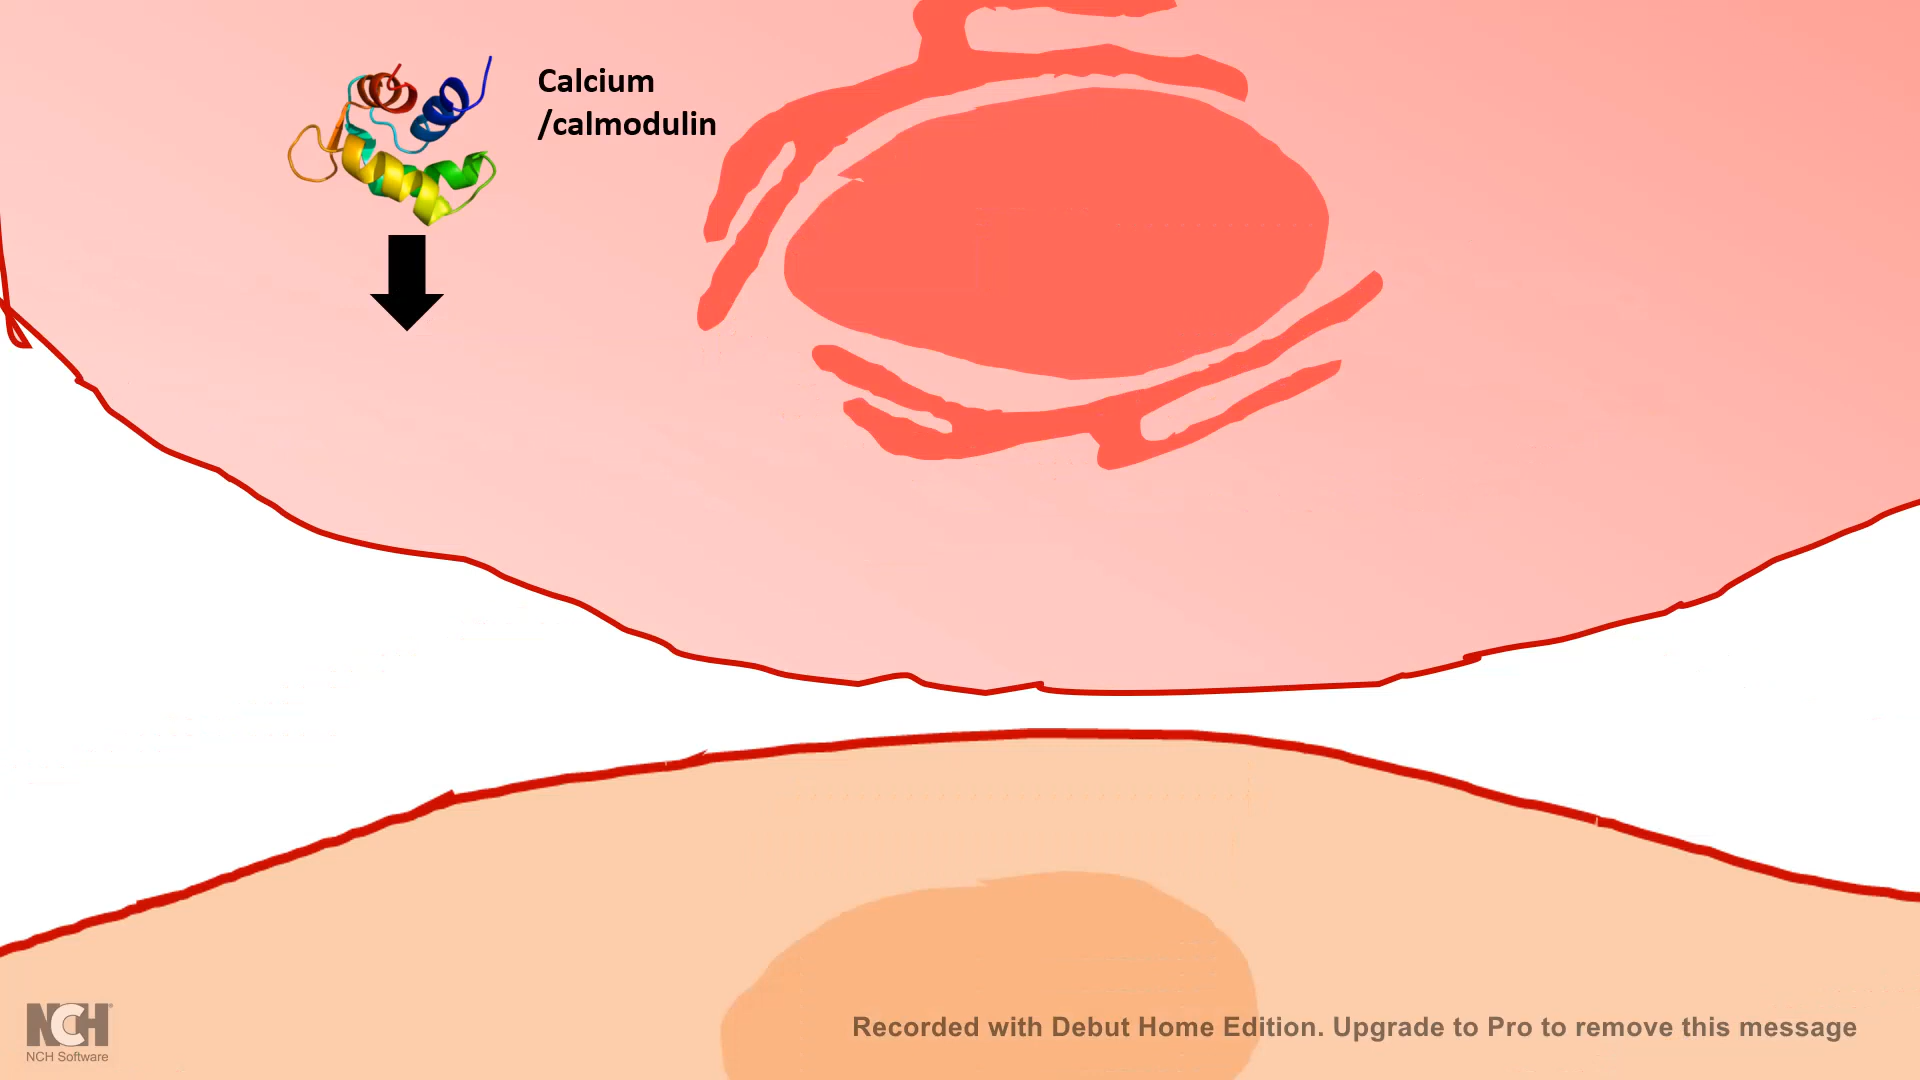 Calcium
/calmodulin
NCH
NCH Software
Recorded with Debut Home Edition. Upgrade to Pro to remove this message